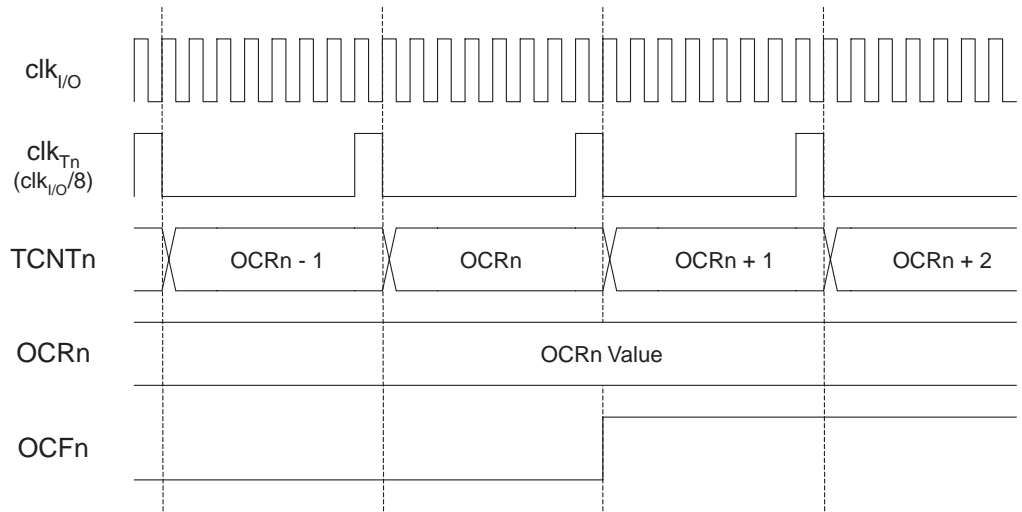 clkI/O
clkTn
(clkI/O/8)
TCNTn
OCRn - 1
OCRn
OCRn + 1
OCRn + 2
OCRn
OCRn Value
OCFn